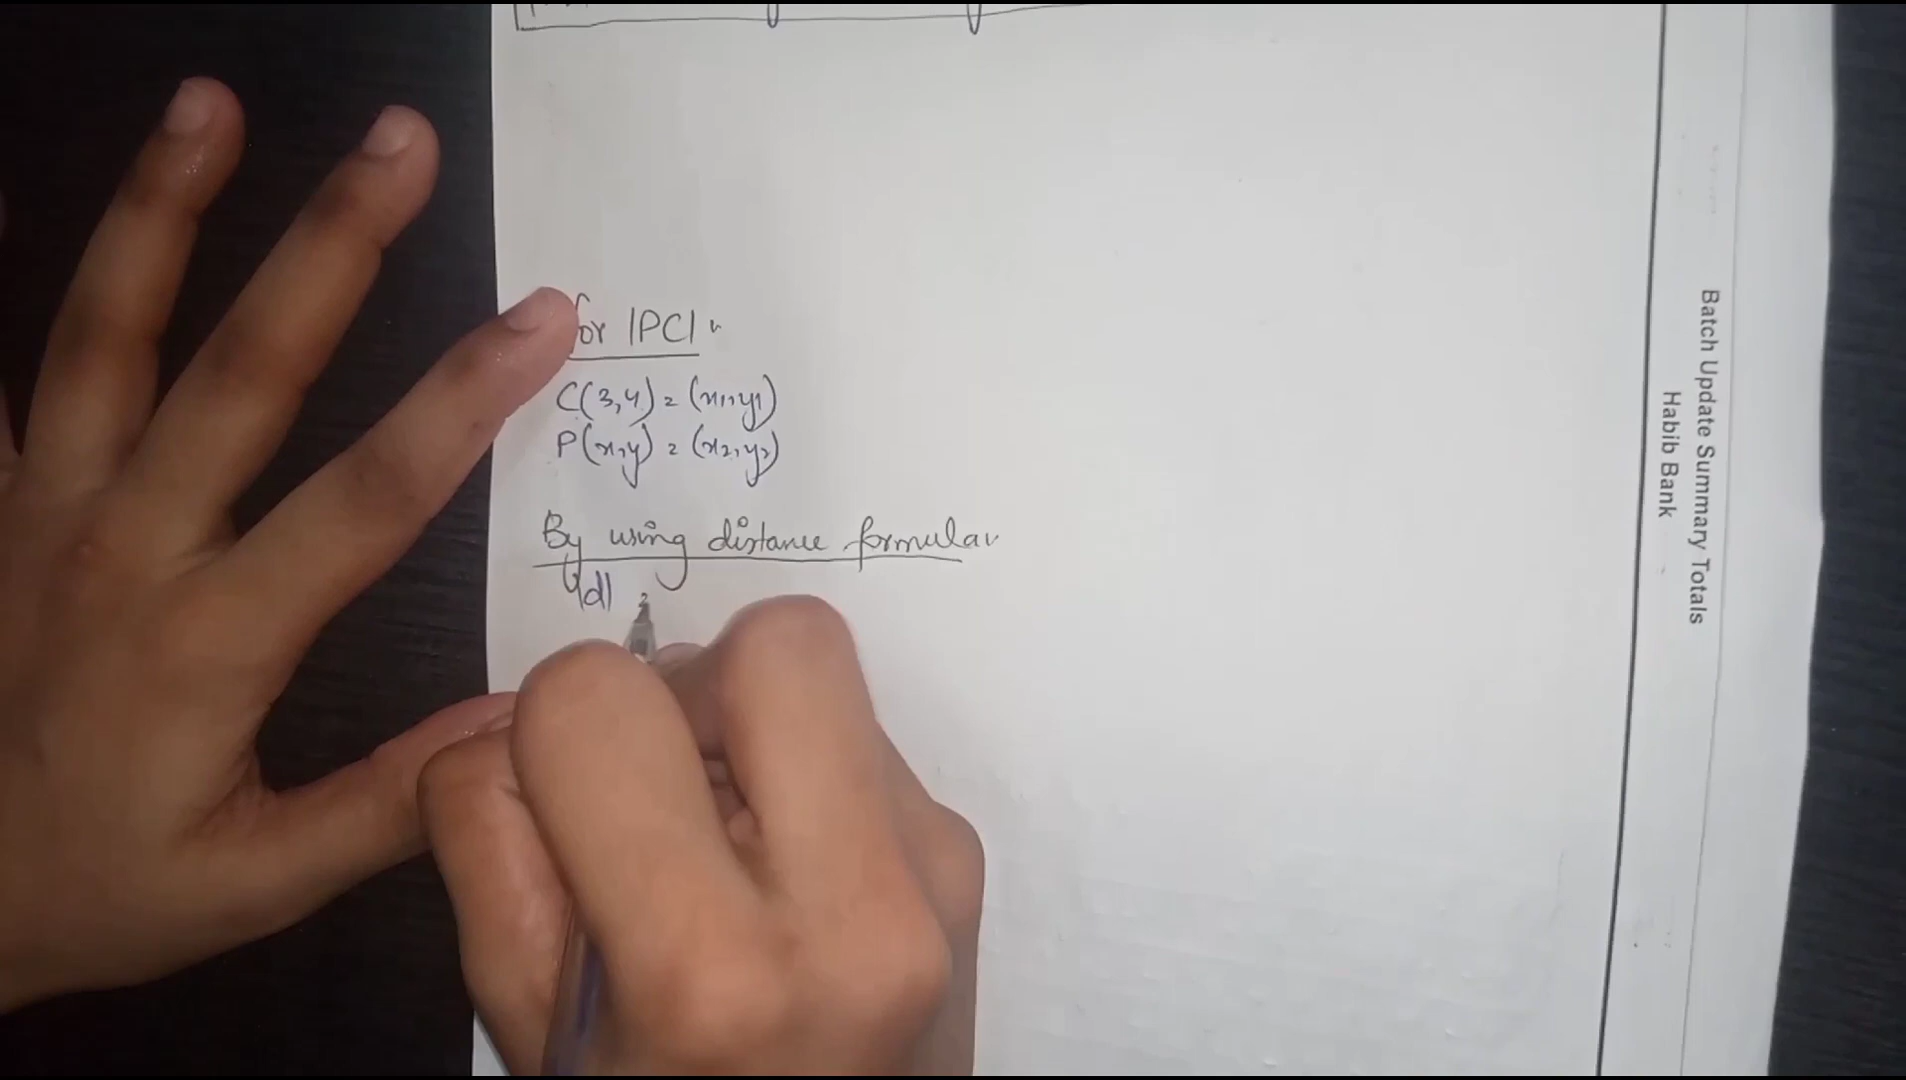 for |PC|
C(3,4) = (x1,y1)
P(x,y) = (x2,y2)
By using distance formula
|d| =
Batch Update Summary Totals
Habib Bank